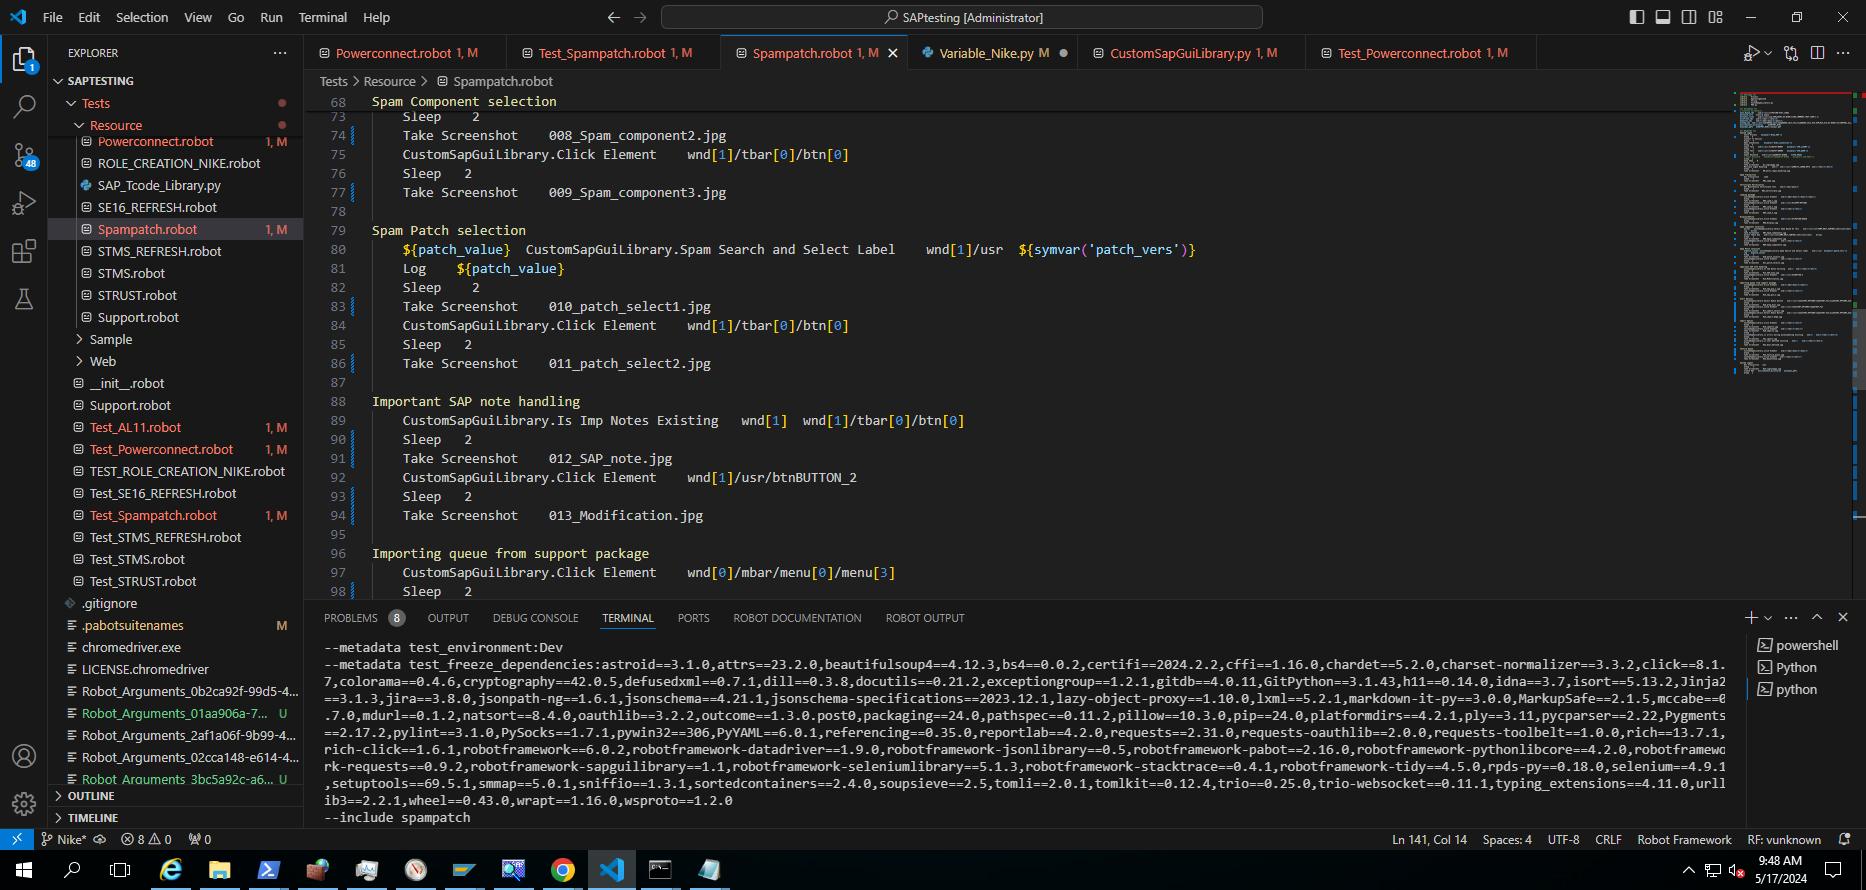 File Edit Selection View Go Run Terminal Help
SAPtesting [Administrator]
EXPLORER
Powerconnect.robot 1, M
Test_Spampatch.robot 1, M
Spampatch.robot 1, M
Variable_Nike.py M
CustomSapGuiLibrary.py 1, M
Test_Powerconnect.robot 1, M
SAPTESTING
Tests
Resource
Powerconnect.robot 1, M
ROLE_CREATION_NIKE.robot
SAP_Tcode_Library.py
SE16_REFRESH.robot
Spampatch.robot 1, M
STMS_REFRESH.robot
STMS.robot
STRUST.robot
Support.robot
Sample
Web
__init__.robot
Support.robot
Test_AL11.robot 1, M
Test_Powerconnect.robot 1, M
TEST_ROLE_CREATION_NIKE.robot
Test_SE16_REFRESH.robot
Test_Spampatch.robot 1, M
Test_STMS_REFRESH.robot
Test_STMS.robot
Test_STRUST.robot
.gitignore
.pabotsuitenames M
chromedriver.exe
LICENSE.chromedriver
Robot_Arguments_0b2ca92f-99d5-4...
Robot_Arguments_01aa906a-7... U
Robot_Arguments_2af1a06f-9b99-4...
Robot_Arguments_02cca148-e614-4...
Robot_Arguments_3bc5a92c-a6... U
OUTLINE
TIMELINE
1
48
Tests > Resource > Spampatch.robot
68 Spam Component selection
73 Sleep 2
74 Take Screenshot 008_Spam_component2.jpg
75 CustomSapGuiLibrary.Click Element wnd[1]/tbar[0]/btn[0]
76 Sleep 2
77 Take Screenshot 009_Spam_component3.jpg
78
79 Spam Patch selection
80 ${patch_value} CustomSapGuiLibrary.Spam Search and Select Label wnd[1]/usr ${symvar('patch_vers')}
81 Log ${patch_value}
82 Sleep 2
83 Take Screenshot 010_patch_select1.jpg
84 CustomSapGuiLibrary.Click Element wnd[1]/tbar[0]/btn[0]
85 Sleep 2
86 Take Screenshot 011_patch_select2.jpg
87
88 Important SAP note handling
89 CustomSapGuiLibrary.Is Imp Notes Existing wnd[1] wnd[1]/tbar[0]/btn[0]
90 Sleep 2
91 Take Screenshot 012_SAP_note.jpg
92 CustomSapGuiLibrary.Click Element wnd[1]/usr/btnBUTTON_2
93 Sleep 2
94 Take Screenshot 013_Modification.jpg
95
96 Importing queue from support package
97 CustomSapGuiLibrary.Click Element wnd[0]/mbar/menu[0]/menu[3]
98 Sleep 2
PROBLEMS 8 OUTPUT DEBUG CONSOLE TERMINAL PORTS ROBOT DOCUMENTATION ROBOT OUTPUT
--metadata test_environment:Dev
--metadata test_freeze_dependencies:astroid==3.1.0,attrs==23.2.0,beautifulsoup4==4.12.3,bs4==0.0.2,certifi==2024.2.2,cffi==1.16.0,chardet==5.2.0,charset-normalizer==3.3.2,click==8.1.
7,colorama==0.4.6,cryptography==42.0.5,defusedxml==0.7.1,dill==0.3.8,docutils==0.21.2,exceptiongroup==1.2.1,gitdb==4.0.11,GitPython==3.1.43,h11==0.14.0,idna==3.7,isort==5.13.2,Jinja2
==3.1.3,jira==3.8.0,jsonpath-ng==1.6.1,jsonschema==4.21.1,jsonschema-specifications==2023.12.1,lazy-object-proxy==1.10.0,lxml==5.2.1,markdown-it-py==3.0.0,MarkupSafe==2.1.5,mccabe==0
.7.0,mdurl==0.1.2,natsort==8.4.0,oauthlib==3.2.2,outcome==1.3.0.post0,packaging==24.0,pathspec==0.11.2,pillow==10.3.0,pip==24.0,platformdirs==4.2.1,ply==3.11,pycparser==2.22,Pygments
==2.17.2,pylint==3.1.0,PySocks==1.7.1,pywin32==306,PyYAML==6.0.1,referencing==0.35.0,reportlab==4.2.0,requests==2.31.0,requests-oauthlib==2.0.0,requests-toolbelt==1.0.0,rich==13.7.1,
rich-click==1.6.1,robotframework==6.0.2,robotframework-datadriver==1.9.0,robotframework-jsonlibrary==0.5,robotframework-pabot==2.16.0,robotframework-pythonlibcore==4.2.0,robotframewo
rk-requests==0.9.2,robotframework-sapguilibrary==1.1,robotframework-seleniumlibrary==5.1.3,robotframework-stacktrace==0.4.1,robotframework-tidy==4.5.0,rpds-py==0.18.0,selenium==4.9.1
,setuptools==69.5.1,smmap==5.0.1,sniffio==1.3.1,sortedcontainers==2.4.0,soupsieve==2.5,tomli==2.0.1,tomlkit==0.12.4,trio==0.25.0,trio-websocket==0.11.1,typing_extensions==4.11.0,url
lib3==2.2.1,wheel==0.43.0,wrapt==1.16.0,wsproto==1.2.0
--include spampatch
powershell
Python
python
Nike* 8 0 0
Ln 141, Col 14 Spaces: 4 UTF-8 CRLF Robot Framework RF: vunknown
9:48 AM
5/17/2024